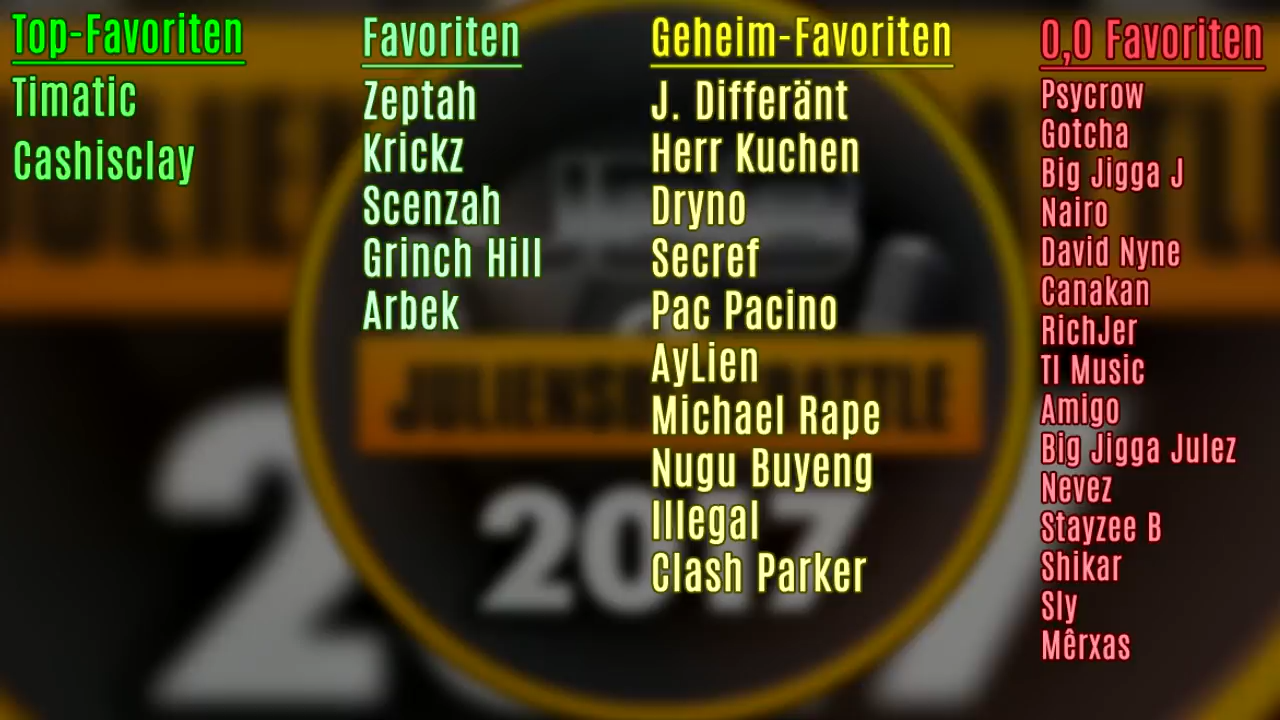 Top-Favoriten
Timatic
Cashisclay
Favoriten
Zeptah
Krickz
Scenzah
Grinch Hill
Arbek
Geheim-Favoriten
J. Differänt
Herr Kuchen
Dryno
Secref
Pac Pacino
AyLien
Michael Rape
Nugu Buyeng
Illegal
Clash Parker
0,0 Favoriten
Psycrow
Gotcha
Big Jigga J
Nairo
David Nyne
Canakan
RichJer
TI Music
Amigo
Big Jigga Julez
Nevez
Stayzee B
Shikar
Sly
Mêrxas
2017